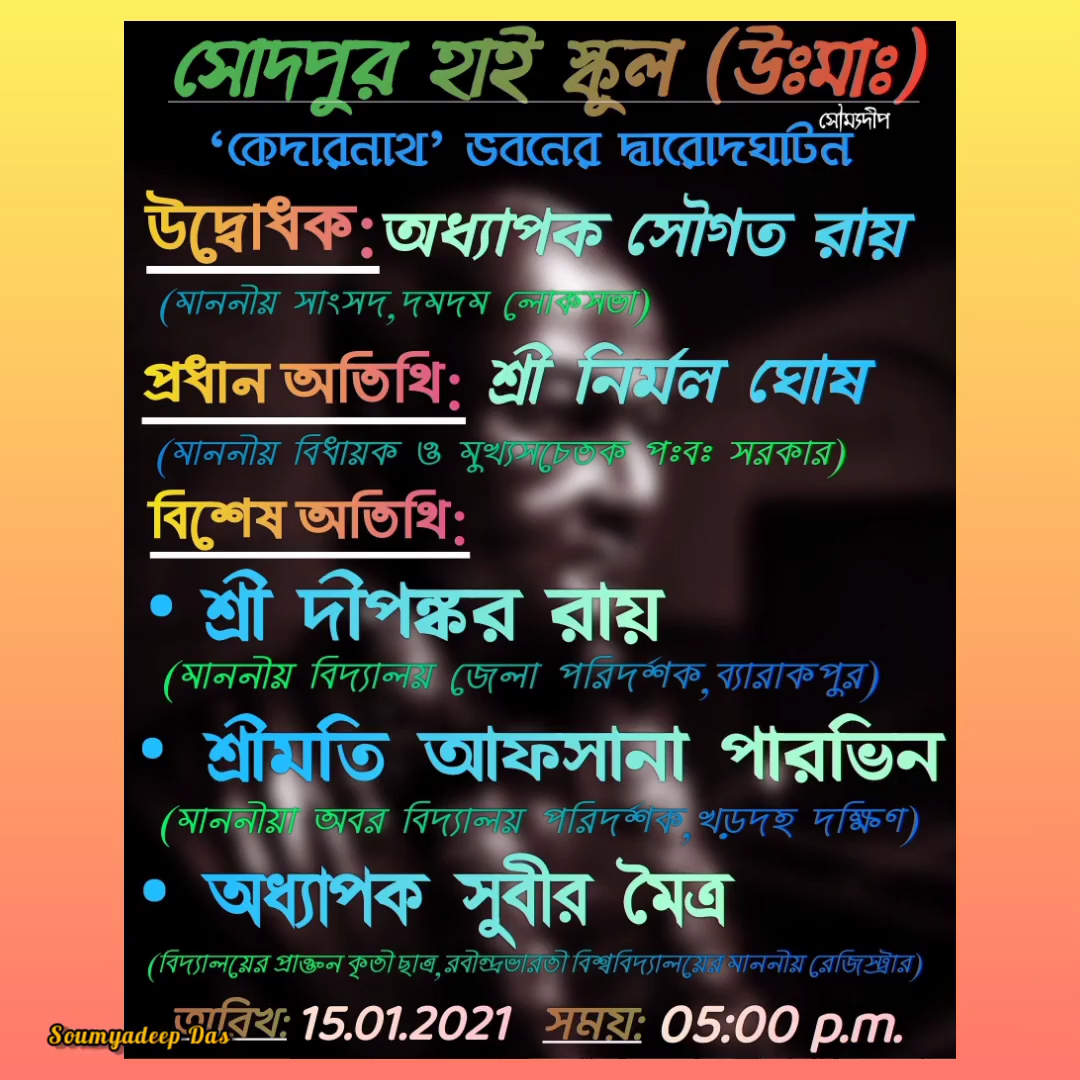 সোদপুর হাই স্কুল (উঃমাঃ)
সৌম্যদীপ
‘কেদারনাথ’ ভবনের দ্বারোদঘাটন
উদ্বোধক: অধ্যাপক সৌগত রায়
(মাননীয় সাংসদ,দমদম লোকসভা)
প্রধান অতিথি: শ্রী নির্মল ঘোষ
(মাননীয় বিধায়ক ও মুখ্যসচেতক পঃবঃ সরকার)
বিশেষ অতিথি:
• শ্রী দীপঙ্কর রায়
(মাননীয় বিদ্যালয় জেলা পরিদর্শক,ব্যারাকপুর)
• শ্রীমতি আফসানা পারভিন
(মাননীয়া অবর বিদ্যালয় পরিদর্শক,খড়দহ দক্ষিণ)
• অধ্যাপক সুবীর মৈত্র
(বিদ্যালয়ের প্রাক্তন কৃতী ছাত্র,রবীন্দ্রভারতী বিশ্ববিদ্যালয়ের মাননীয় রেজিস্ট্রার)
তারিখ: 15.01.2021 সময়: 05:00 p.m.
Soumyadeep Das